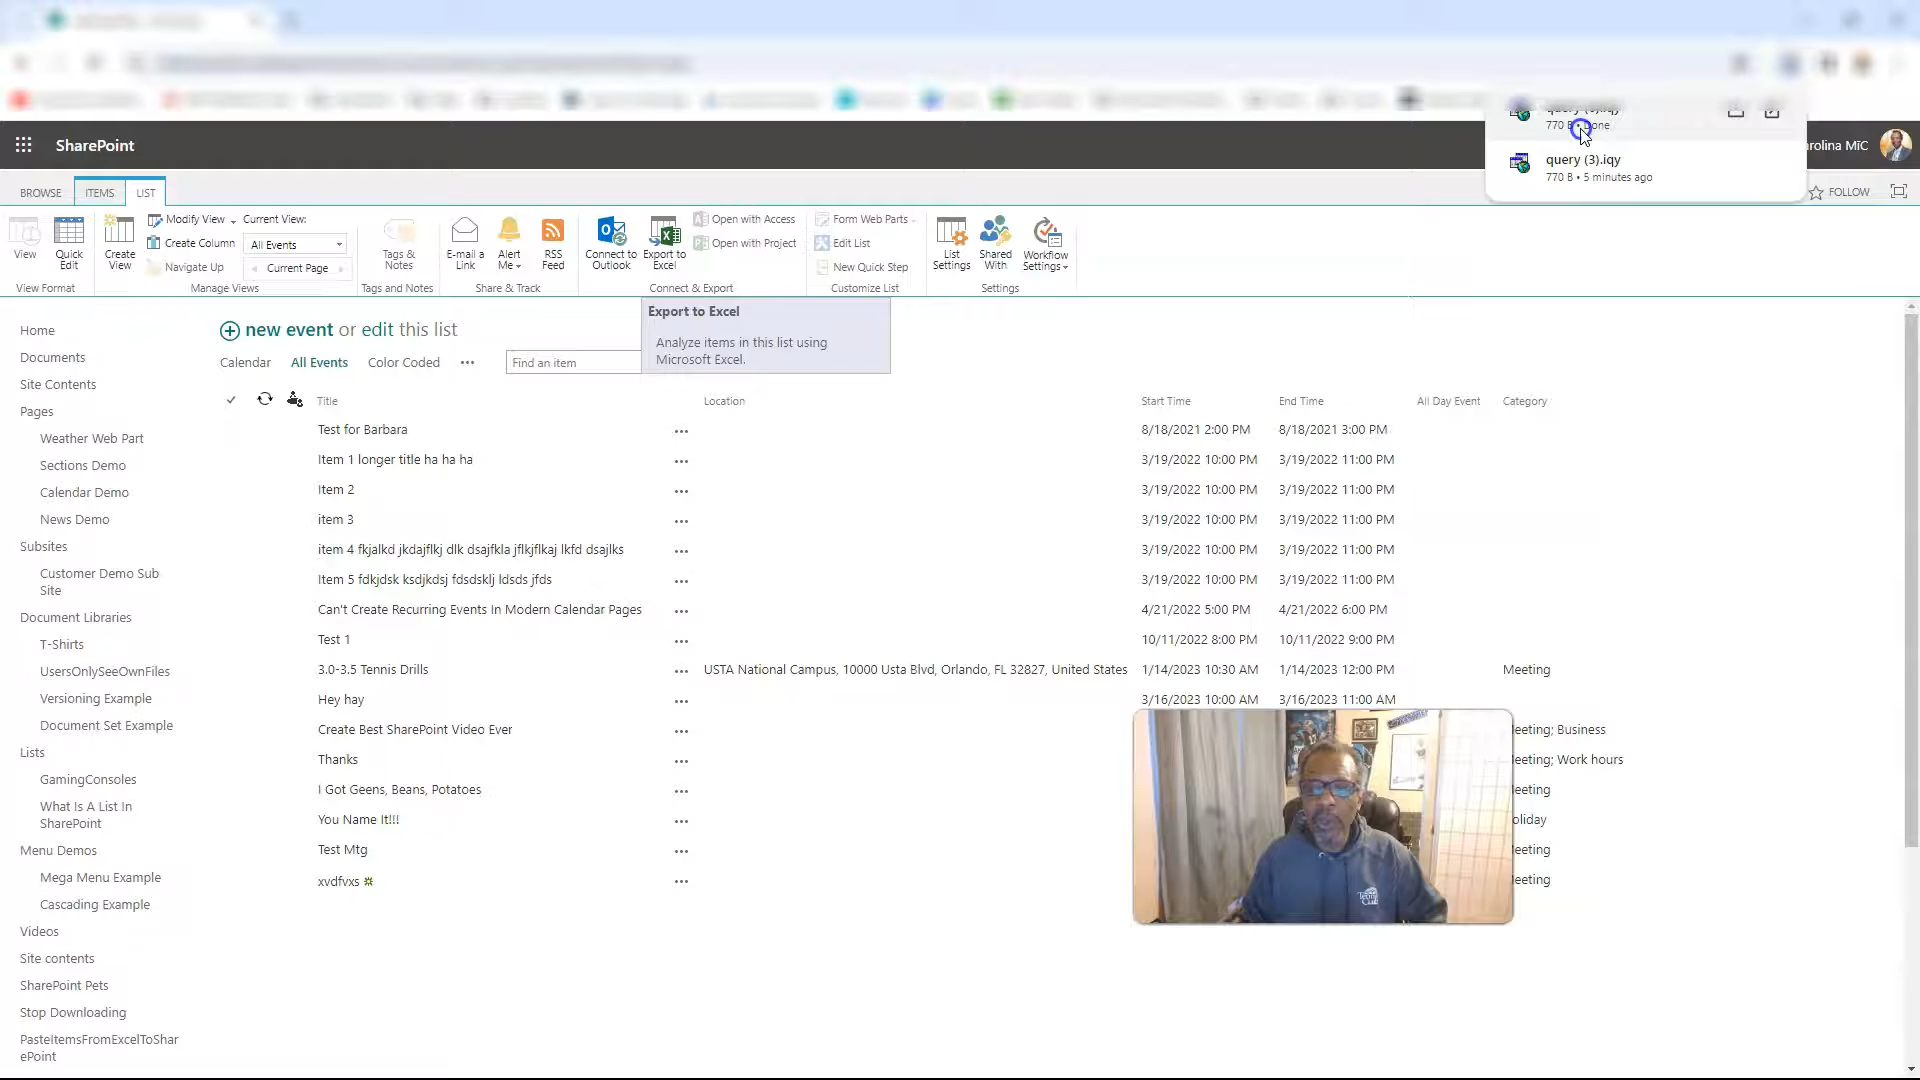 770 B • Done
query (3).iqy
770 B • 5 minutes ago
SharePoint
BROWSE
ITEMS
LIST
FOLLOW
View
Quick
Edit
View Format
Create
View
Modify View
Create Column
Navigate Up
Current View:
All Events
Current Page
Manage Views
Tags &
Notes
Tags and Notes
E-mail a
Link
Alert
Me
RSS
Feed
Share & Track
Connect to
Outlook
Export to
Excel
Open with Access
Open with Project
Connect & Export
Form Web Parts
Edit List
New Quick Step
Customize List
List
Settings
Shared
With
Workflow
Settings
Settings
Export to Excel
Analyze items in this list using
Microsoft Excel.
Home
Documents
Site Contents
Pages
Weather Web Part
Sections Demo
Calendar Demo
News Demo
Subsites
Customer Demo Sub
Site
Document Libraries
T-Shirts
UsersOnlySeeOwnFiles
Versioning Example
Document Set Example
Lists
GamingConsoles
What Is A List In
SharePoint
Menu Demos
Mega Menu Example
Cascading Example
Videos
Site contents
SharePoint Pets
Stop Downloading
PasteItemsFromExcelToShar
ePoint
new event or edit this list
Calendar All Events Color Coded ••• Find an item
Title Location Start Time End Time All Day Event Category
Test for Barbara ••• 8/18/2021 2:00 PM 8/18/2021 3:00 PM
Item 1 longer title ha ha ha ••• 3/19/2022 10:00 PM 3/19/2022 11:00 PM
Item 2 ••• 3/19/2022 10:00 PM 3/19/2022 11:00 PM
item 3 ••• 3/19/2022 10:00 PM 3/19/2022 11:00 PM
item 4 fkjalkd jkdajflkj dlk dsajfkla jflkjflkaj lkfd dsajlks ••• 3/19/2022 10:00 PM 3/19/2022 11:00 PM
Item 5 fdkjdsk ksdjkdsj fdsdsklj ldsds jfds ••• 3/19/2022 10:00 PM 3/19/2022 11:00 PM
Can't Create Recurring Events In Modern Calendar Pages ••• 4/21/2022 5:00 PM 4/21/2022 6:00 PM
Test 1 ••• 10/11/2022 8:00 PM 10/11/2022 9:00 PM
3.0-3.5 Tennis Drills ••• USTA National Campus, 10000 Usta Blvd, Orlando, FL 32827, United States 1/14/2023 10:30 AM 1/14/2023 12:00 PM Meeting
Hey hay ••• 3/16/2023 10:00 AM 3/16/2023 11:00 AM
Create Best SharePoint Video Ever ••• eeting; Business
Thanks ••• eeting; Work hours
I Got Geens, Beans, Potatoes ••• eeting
You Name It!!! ••• oliday
Test Mtg ••• eeting
xvdfvxs ••• eeting